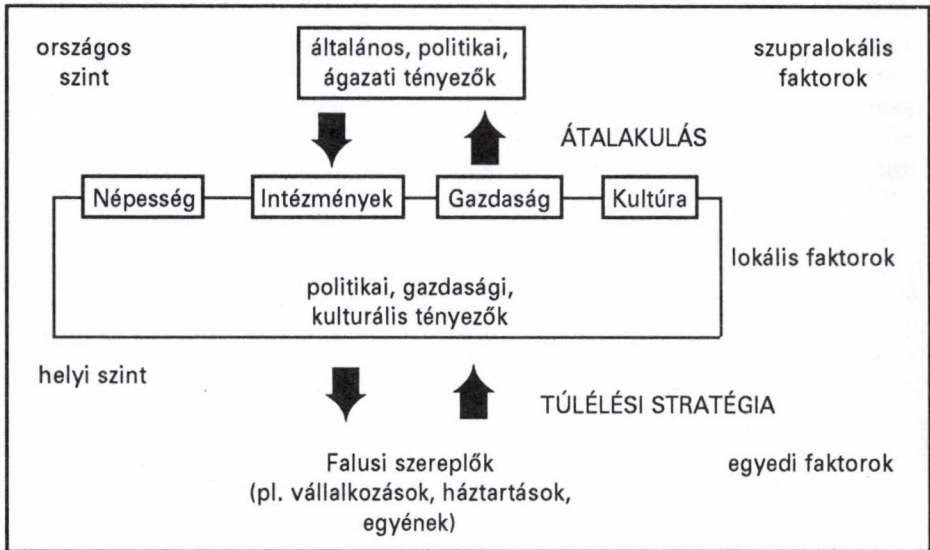 országos
szint
általános, politikai,
ágazati tényezők
szupralokális
faktorok
ÁTALAKULÁS
Népesség
Intézmények
Gazdaság
Kultúra
lokális faktorok
politikai, gazdasági,
kulturális tényezők
helyi szint
TÚLÉLÉSI STRATÉGIA
Falusi szereplők
(pl. vállalkozások, háztartások,
egyének)
egyedi faktorok